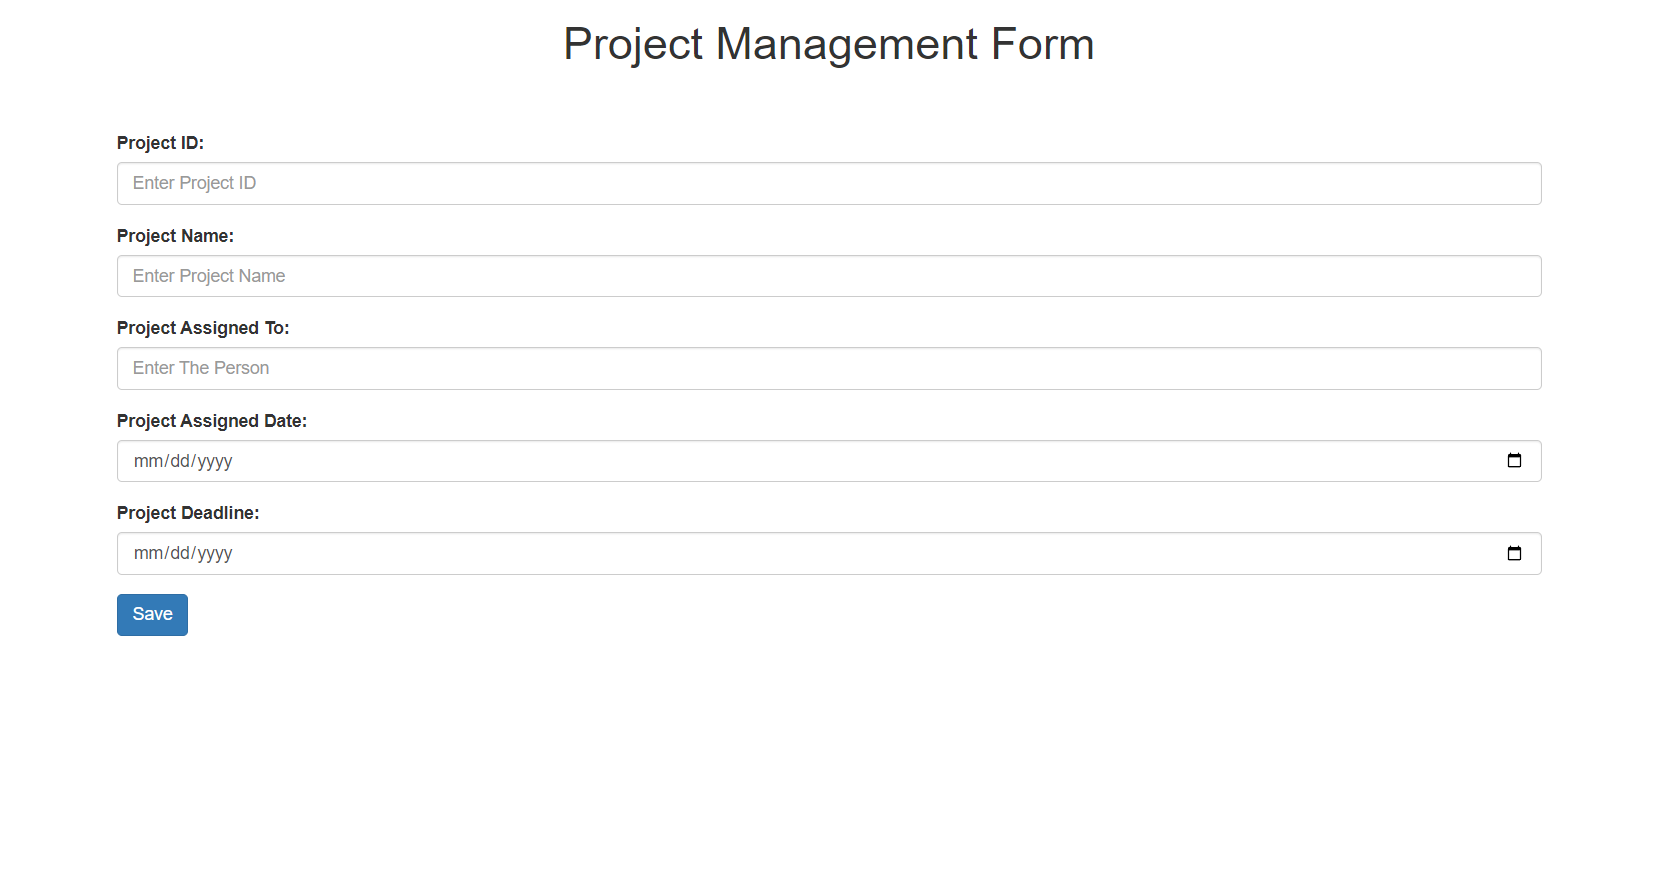 Project Management Form
Project ID:
Enter Project ID
Project Name:
Enter Project Name
Project Assigned To:
Enter The Person
Project Assigned Date:
mm/dd/yyyy
Project Deadline:
mm/dd/yyyy
Save